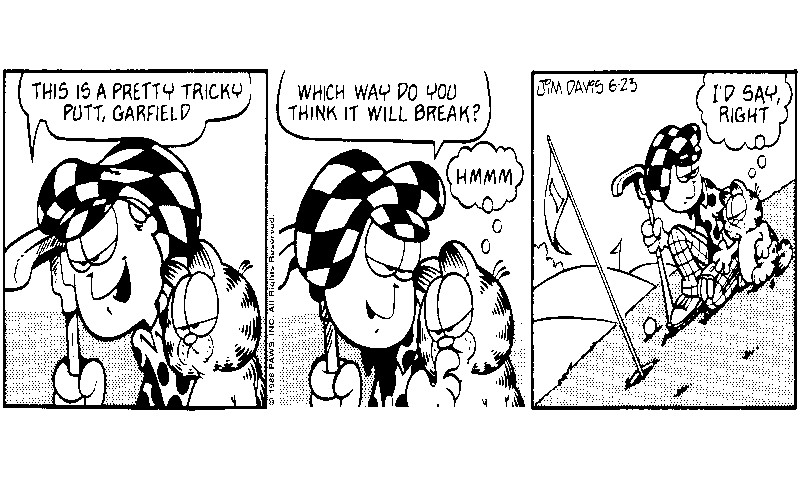 THIS IS A PRETTY TRICKY
PUTT, GARFIELD
© 1986 PAWS, INC. All Rights Reserved.
WHICH WAY DO YOU
THINK IT WILL BREAK?
HMMM
JIM DAVIS 6-23
I'D SAY,
RIGHT